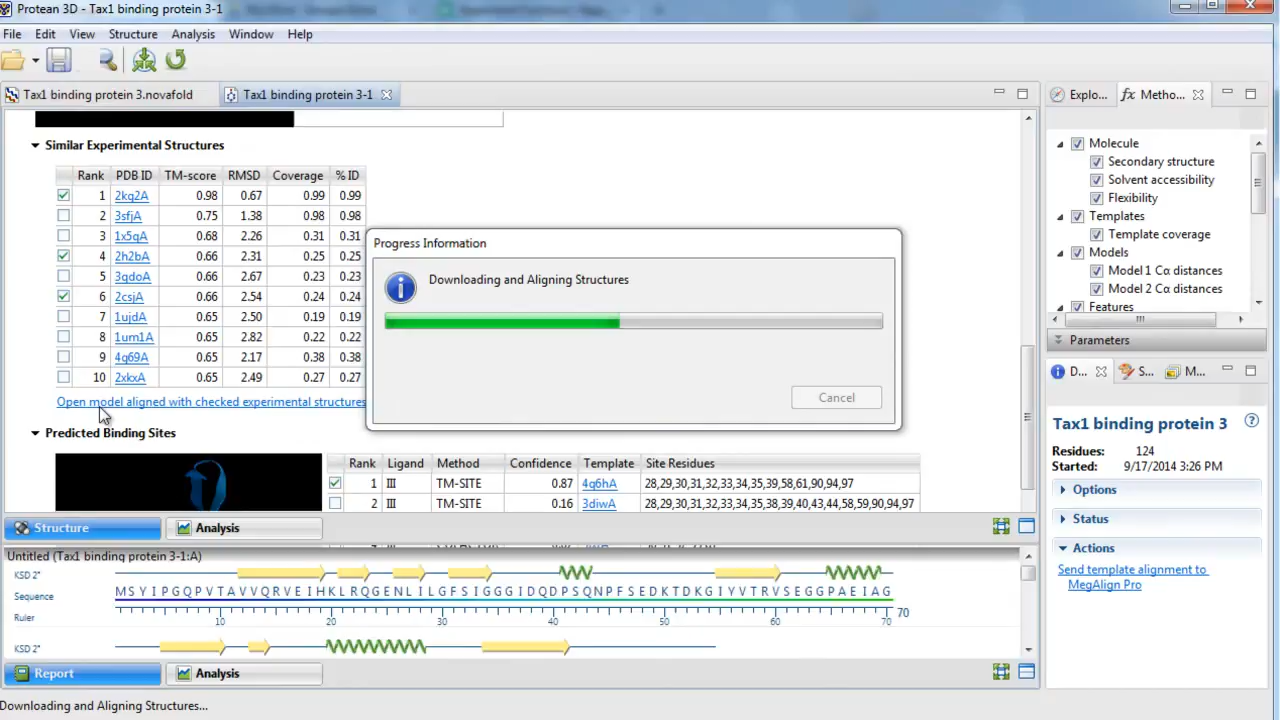 Protean 3D - Tax1 binding protein 3-1
File Edit View Structure Analysis Window Help
Tax1 binding protein 3.novafold
Tax1 binding protein 3-1
Similar Experimental Structures
Rank PDB ID TM-score RMSD Coverage % ID
1 2kg2A 0.98 0.67 0.99 0.99
2 3sfjA 0.75 1.38 0.98 0.98
3 1x5qA 0.68 2.26 0.31 0.31
4 2h2bA 0.66 2.31 0.25 0.25
5 3gdoA 0.66 2.67 0.23 0.23
6 2csjA 0.66 2.54 0.24 0.24
7 1ujdA 0.65 2.50 0.19 0.19
8 1um1A 0.65 2.82 0.22 0.22
9 4q69A 0.65 2.17 0.38 0.38
10 2xkxA 0.65 2.49 0.27 0.27
Open model aligned with checked experimental structures
Progress Information
Downloading and Aligning Structures
Cancel
Predicted Binding Sites
Rank Ligand Method Confidence Template Site Residues
1 III TM-SITE 0.87 4g6hA 28,29,30,31,32,33,34,35,39,58,61,90,94,97
2 III TM-SITE 0.16 3diwA 28,29,30,31,32,33,34,35,38,39,40,43,44,58,59,90,94,97
Structure
Analysis
Untitled (Tax1 binding protein 3-1:A)
KSD 2°
Sequence MSYIPGQPVTAVVQRVEIHKLRQGENLILGFSIGGGIDQDPSQNPFSEDKTDKGIYVTRVSEGGPAEIAG
Ruler 10 20 30 40 50 60 70 70
KSD 2°
Report
Analysis
Downloading and Aligning Structures...
Explo...
Metho...
Molecule
Secondary structure
Solvent accessibility
Flexibility
Templates
Template coverage
Models
Model 1 Cα distances
Model 2 Cα distances
Features
Parameters
D...
S...
M...
Tax1 binding protein 3
Residues: 124
Started: 9/17/2014 3:26 PM
Options
Status
Actions
Send template alignment to
MegAlign Pro